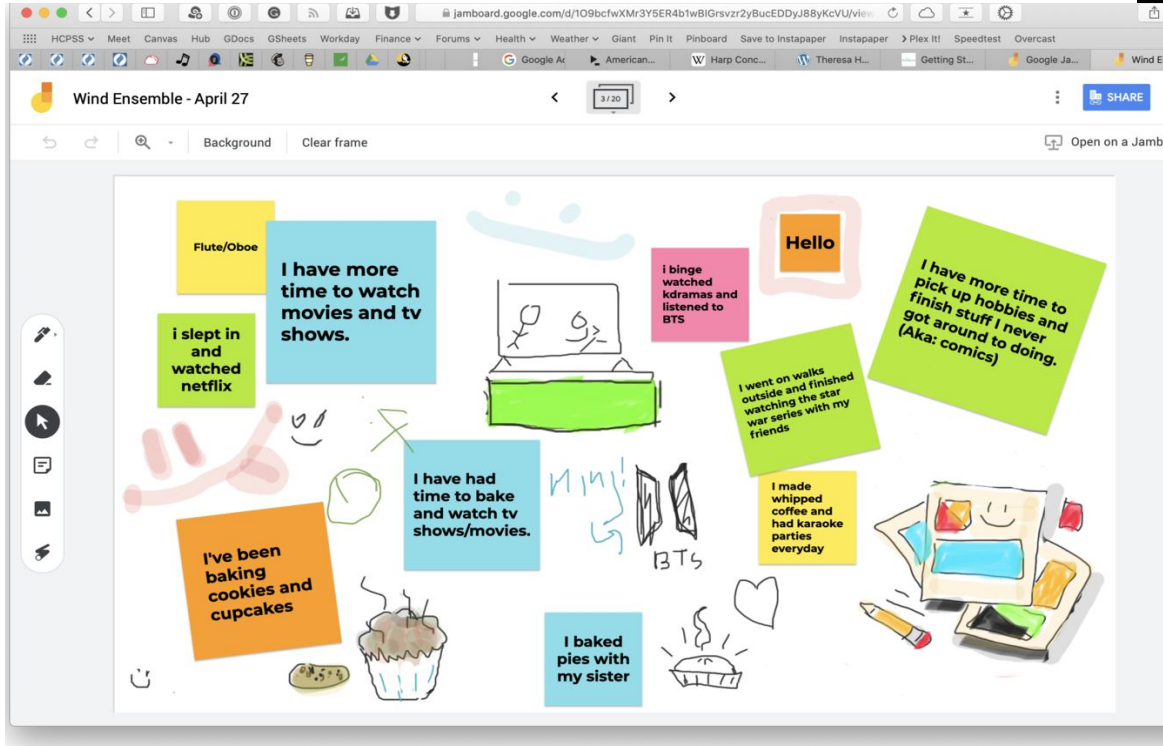 jamboard.google.com/d/1O9bcfwXMr3Y5ER4b1wBIGrsvzr2yBucEDDyJ88yKcVU/view
HCPSS Meet Canvas Hub GDocs GSheets Workday Finance Forums Health Weather Giant Pin It Pinboard Save to Instapaper Instapaper Plex It! Speedtest Overcast
Google Ac American... Harp Conc... Theresa H... Getting St... Google Ja... Wind E
Wind Ensemble - April 27
3 / 20
SHARE
Background Clear frame
Open on a Jamb
Flute/Oboe
I have more
time to watch
movies and tv
shows.
i slept in
and
watched
netflix
i binge
watched
kdramas and
listened to
BTS
Hello
I have more time to
pick up hobbies and
finish stuff I never
got around to doing.
(Aka: comics)
I went on walks
outside and finished
watching the star
war series with my
friends
I have had
time to bake
and watch tv
shows/movies.
BTS
I made
whipped
coffee and
had karaoke
parties
everyday
I've been
baking
cookies and
cupcakes
I baked
pies with
my sister